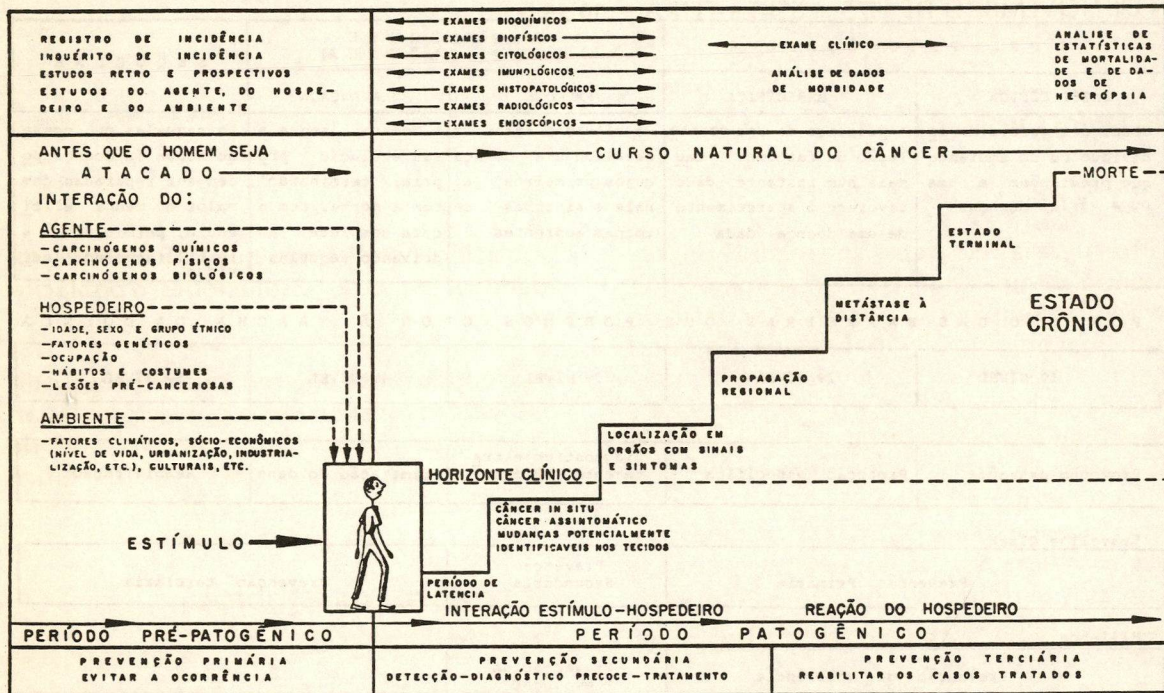 REGISTRO DE INCIDÊNCIA
INQUÉRITO DE INCIDÊNCIA
ESTUDOS RETRO E PROSPECTIVOS
ESTUDOS DO AGENTE, DO HOSPE-
DEIRO E DO AMBIENTE
EXAMES BIOQUÍMICOS
EXAMES BIOFÍSICOS
EXAMES CITOLÓGICOS
EXAMES IMUNOLÓGICOS
EXAMES HISTOPATOLÓGICOS
EXAMES RADIOLÓGICOS
EXAMES ENDOSCÓPICOS
EXAME CLÍNICO
ANÁLISE DE DADOS
DE MORBIDADE
ANALISE DE
ESTATÍSTICAS
DE MORTALIDA-
DE E DE DA-
DOS DE
NECRÓPSIA
ANTES QUE O HOMEM SEJA
ATACADO
INTERAÇÃO DO:
AGENTE
-CARCINÓGENOS QUÍMICOS
-CARCINÓGENOS FÍSICOS
-CARCINÓGENOS BIOLÓGICOS
HOSPEDEIRO
-IDADE, SEXO E GRUPO ÉTNICO
-FATORES GENÉTICOS
-OCUPAÇÃO
-HÁBITOS E COSTUMES
-LESÕES PRÉ-CANCEROSAS
AMBIENTE
-FATORES CLIMÁTICOS, SÓCIO-ECONÔMICOS
(NÍVEL DE VIDA, URBANIZAÇÃO, INDUSTRIA-
LIZAÇÃO, ETC.), CULTURAIS, ETC.
ESTÍMULO
CURSO NATURAL DO CÂNCER
MORTE
ESTADO
TERMINAL
METÁSTASE À
DISTÂNCIA
ESTADO
CRÔNICO
PROPAGAÇÃO
REGIONAL
LOCALIZAÇÃO EM
ORGÃOS COM SINAIS
E SINTOMAS
HORIZONTE CLÍNICO
CÂNCER IN SITU
CÂNCER ASSINTOMÁTICO
MUDANÇAS POTENCIALMENTE
IDENTIFICAVEIS NOS TECIDOS
PERÍODO DE
LATENCIA
INTERAÇÃO ESTÍMULO-HOSPEDEIRO
REAÇÃO DO HOSPEDEIRO
PERÍODO PRÉ-PATOGÊNICO
PERÍODO PATOGÊNICO
PREVENÇÃO PRIMÁRIA
EVITAR A OCORRÊNCIA
PREVENÇÃO SECUNDÁRIA
DETECÇÃO-DIAGNÓSTICO PRECOCE-TRATAMENTO
PREVENÇÃO TERCIÁRIA
REABILITAR OS CASOS TRATADOS